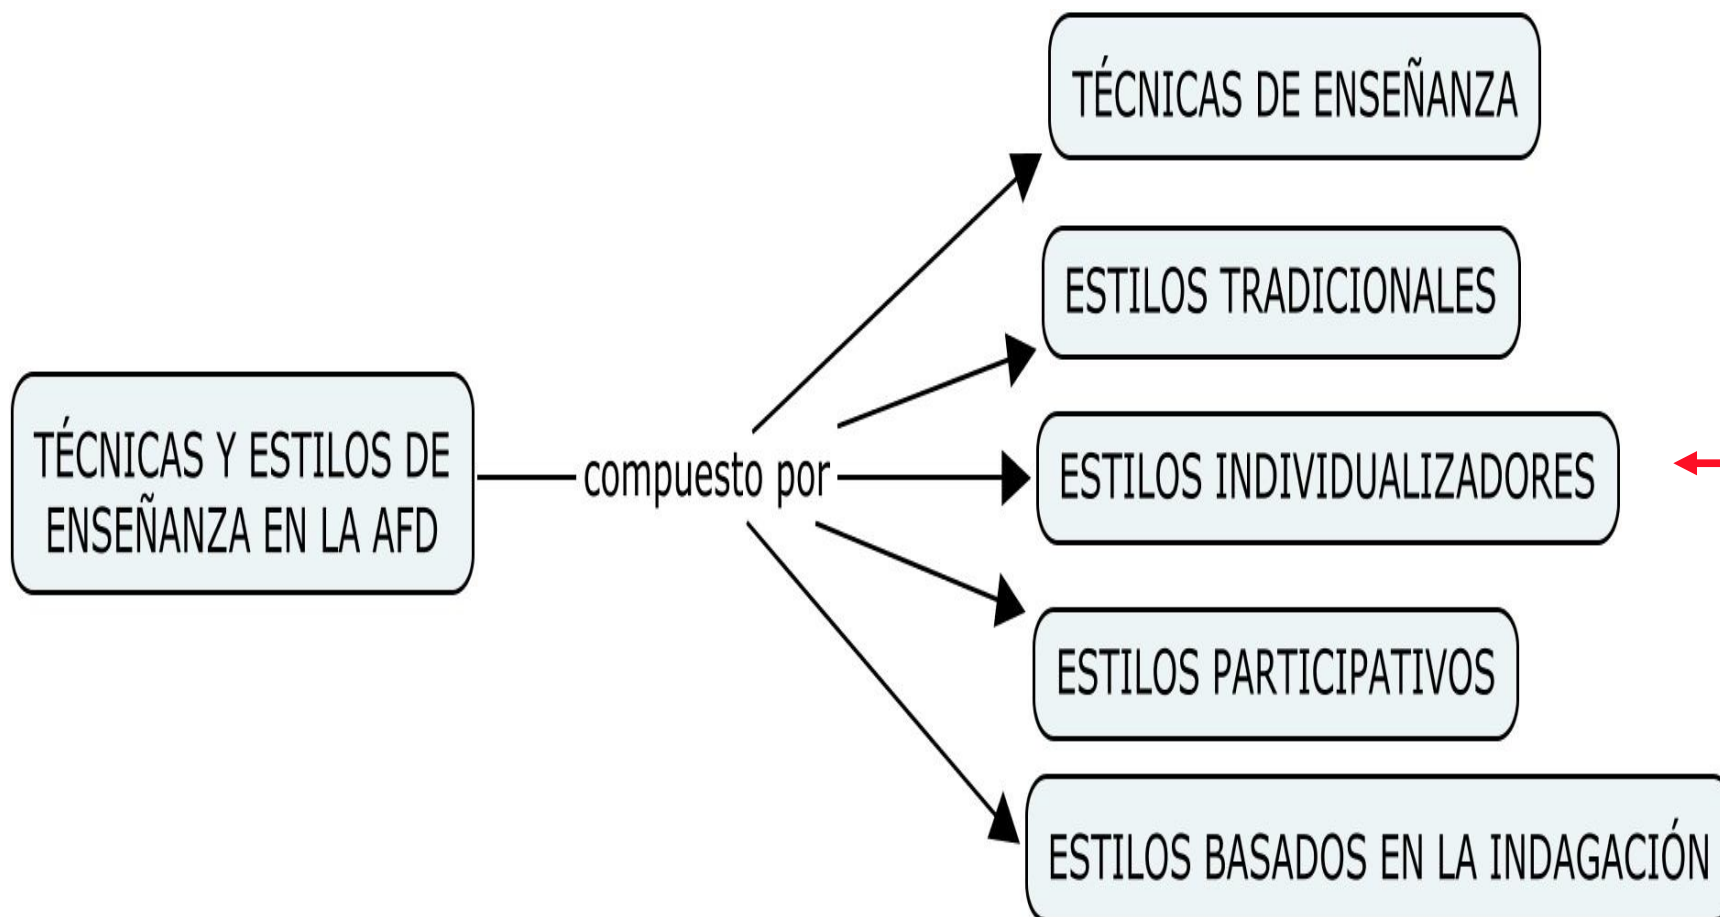 TÉCNICAS DE ENSEÑANZA
ESTILOS TRADICIONALES
TÉCNICAS Y ESTILOS DE
ENSEÑANZA EN LA AFD
compuesto por
ESTILOS INDIVIDUALIZADORES
ESTILOS PARTICIPATIVOS
ESTILOS BASADOS EN LA INDAGACIÓN